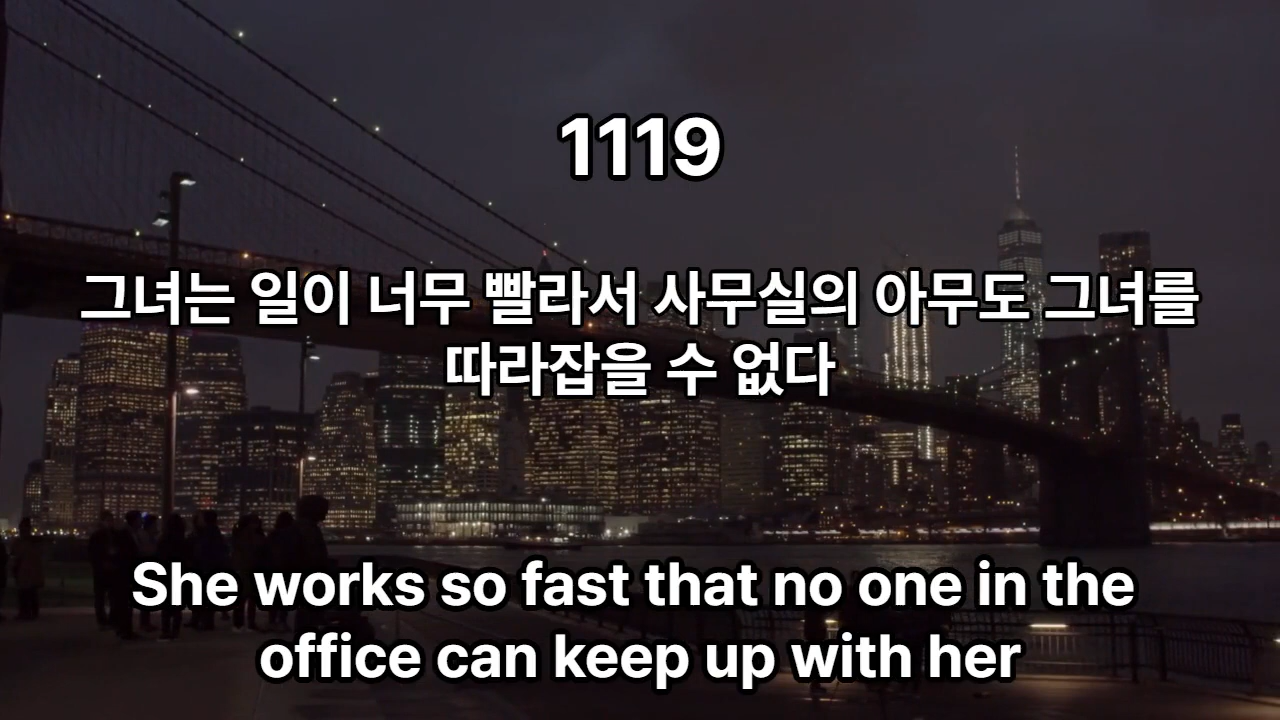 1119
그녀는 일이 너무 빨라서 사무실의 아무도 그녀를
따라잡을 수 없다
She works so fast that no one in the
office can keep up with her